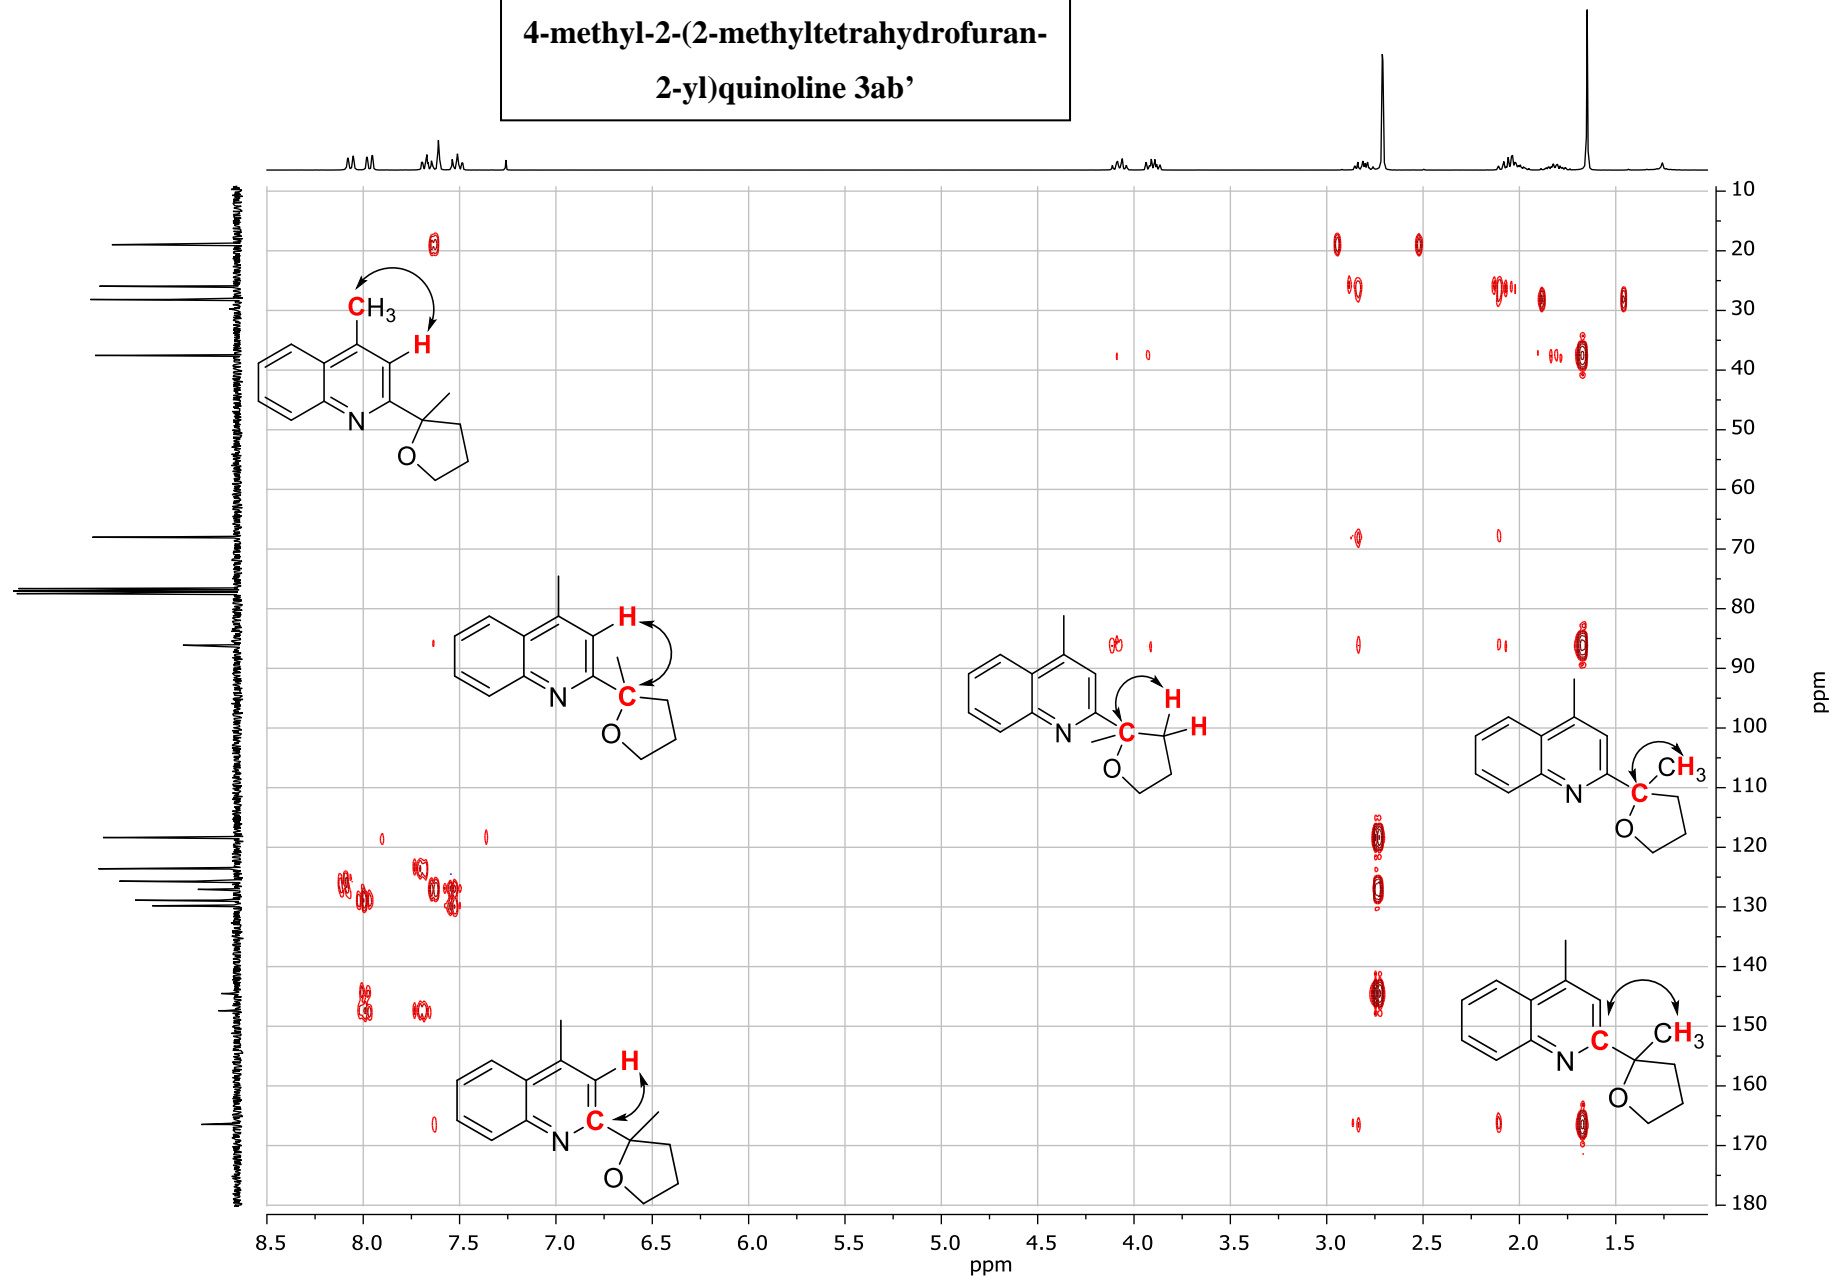 4-methyl-2-(2-methyltetrahydrofuran-
2-yl)quinoline 3ab’
10
20
30
40
50
60
70
80
90
100
110
120
130
140
150
160
170
180
ppm
CH3
H
N
O
H
N
C
O
H
H
N
C
O
CH3
N
C
O
H
C
N
O
CH3
C
N
O
8.5 8.0 7.5 7.0 6.5 6.0 5.5 5.0 4.5 4.0 3.5 3.0 2.5 2.0 1.5
ppm